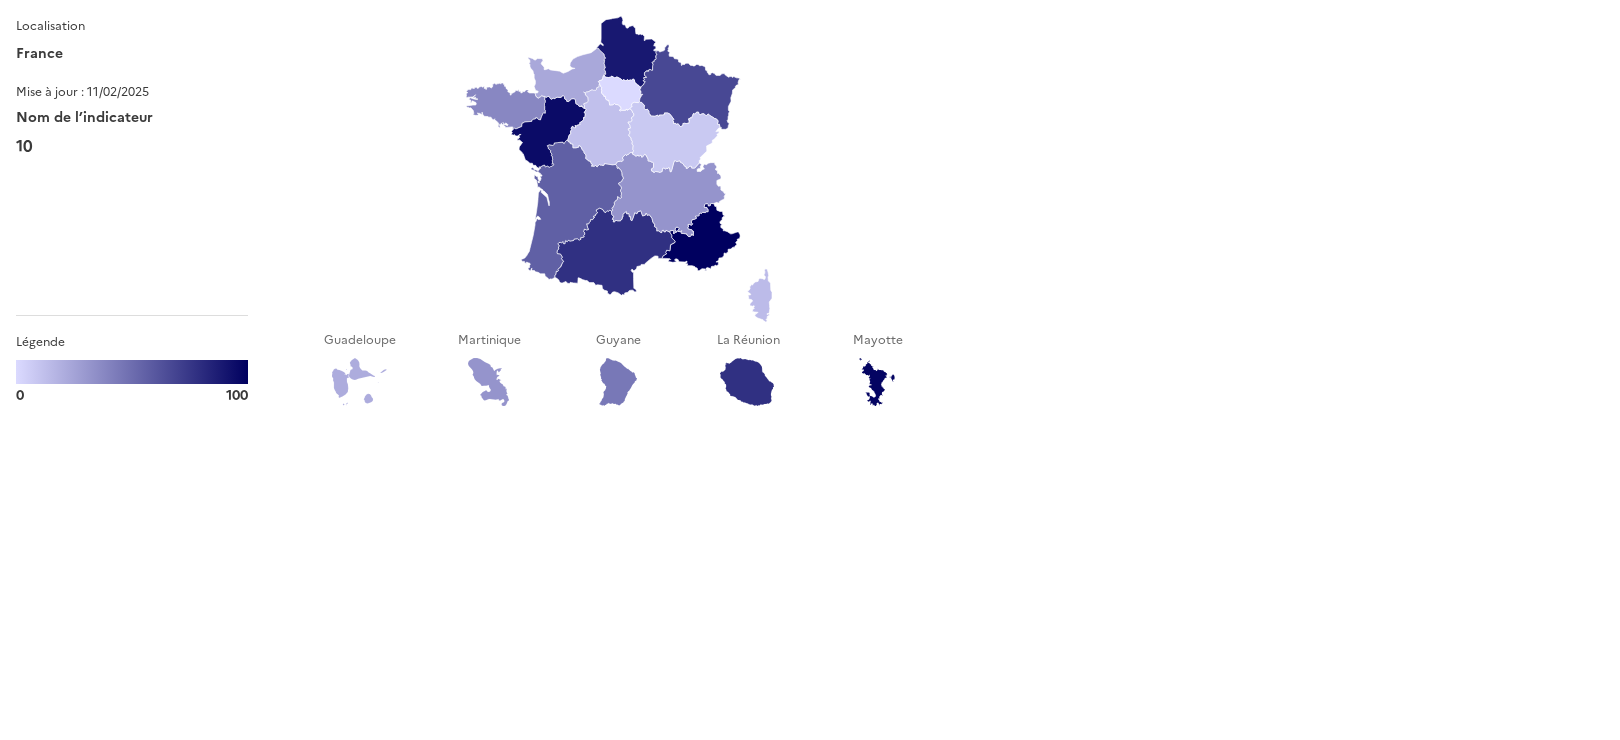 Localisation
France
Mise à jour : 11/02/2025
Nom de l’indicateur
10
Légende
0 100
Guadeloupe
Martinique
Guyane
La Réunion
Mayotte